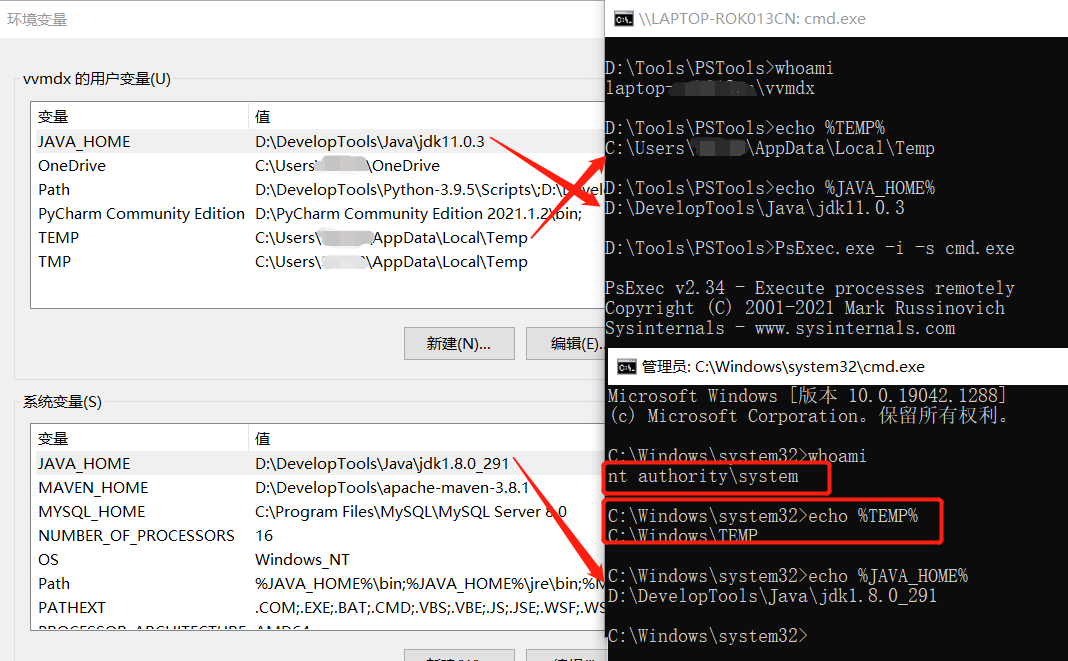 环境变量
vvmdx 的用户变量(U)
变量 值
JAVA_HOME D:\DevelopTools\Java\jdk11.0.3
OneDrive C:\Users\ \OneDrive
Path D:\DevelopTools\Python-3.9.5\Scripts\;D:\Devel
PyCharm Community Edition D:\PyCharm Community Edition 2021.1.2\bin;
TEMP C:\Users\ \AppData\Local\Temp
TMP C:\Users\ \AppData\Local\Temp
新建(N)... 编辑(E)..
系统变量(S)
变量 值
JAVA_HOME D:\DevelopTools\Java\jdk1.8.0_291
MAVEN_HOME D:\DevelopTools\apache-maven-3.8.1
MYSQL_HOME C:\Program Files\MySQL\MySQL Server 8.0
NUMBER_OF_PROCESSORS 16
OS Windows_NT
Path %JAVA_HOME%\bin;%JAVA_HOME%\jre\bin;%M
PATHEXT .COM;.EXE;.BAT;.CMD;.VBS;.VBE;.JS;.JSE;.WSF;.WS
PROCESSOR_ARCHITECTURE AMD64
新建(W)... 编辑
\\LAPTOP-ROK013CN: cmd.exe
D:\Tools\PSTools>whoami
laptop- \vvmdx
D:\Tools\PSTools>echo %TEMP%
C:\Users\ \AppData\Local\Temp
D:\Tools\PSTools>echo %JAVA_HOME%
D:\DevelopTools\Java\jdk11.0.3
D:\Tools\PSTools>PsExec.exe -i -s cmd.exe
PsExec v2.34 - Execute processes remotely
Copyright (C) 2001-2021 Mark Russinovich
Sysinternals - www.sysinternals.com
管理员: C:\Windows\system32\cmd.exe
Microsoft Windows [版本 10.0.19042.1288]
(c) Microsoft Corporation。保留所有权利。
C:\Windows\system32>whoami
nt authority\system
C:\Windows\system32>echo %TEMP%
C:\Windows\TEMP
C:\Windows\system32>echo %JAVA_HOME%
D:\DevelopTools\Java\jdk1.8.0_291
C:\Windows\system32>